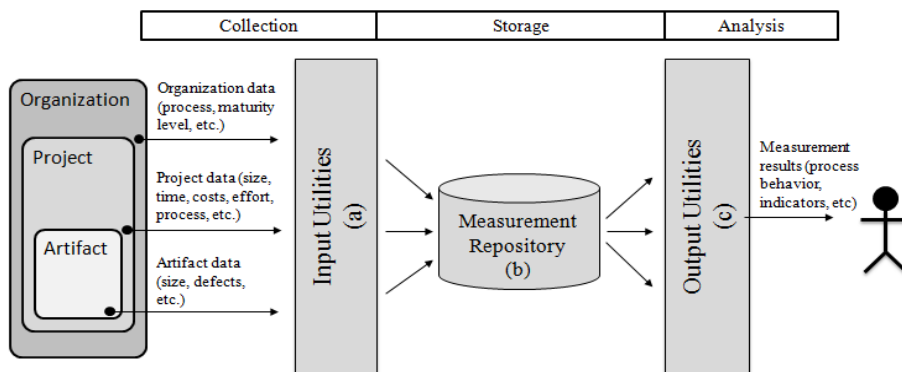 Collection
Storage
Analysis
Organization
Project
Artifact
Organization data
(process, maturity
level, etc.)
Project data (size,
time, costs, effort,
process, etc.)
Artifact data
(size, defects,
etc.)
Input Utilities
(a)
Measurement
Repository
(b)
Output Utilities
(c)
Measurement
results (process
behavior,
indicators, etc)